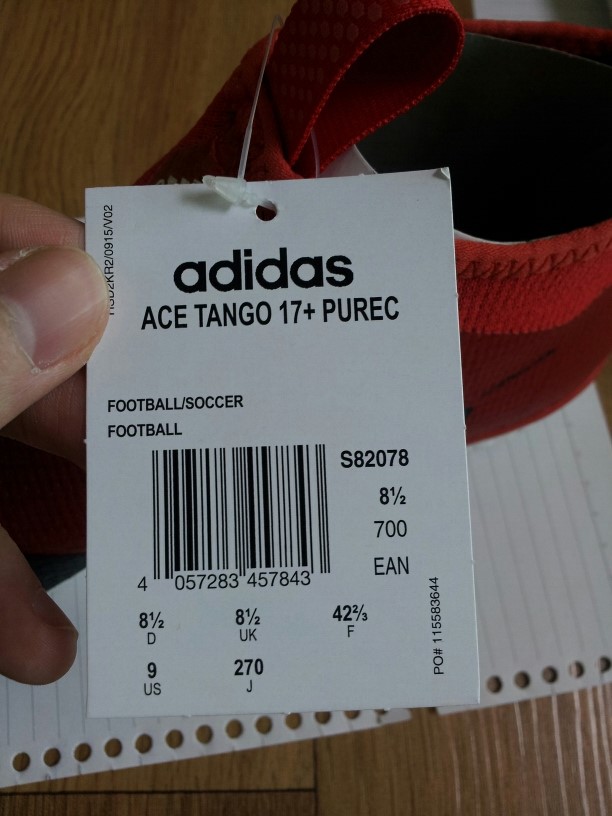 adidas
ACE TANGO 17+ PUREC
FOOTBALL/SOCCER
FOOTBALL
S82078
8½
700
EAN
4 057283 457843
8½ 8½ 42⅔
D UK F
9 270
US J
PO# 115583644